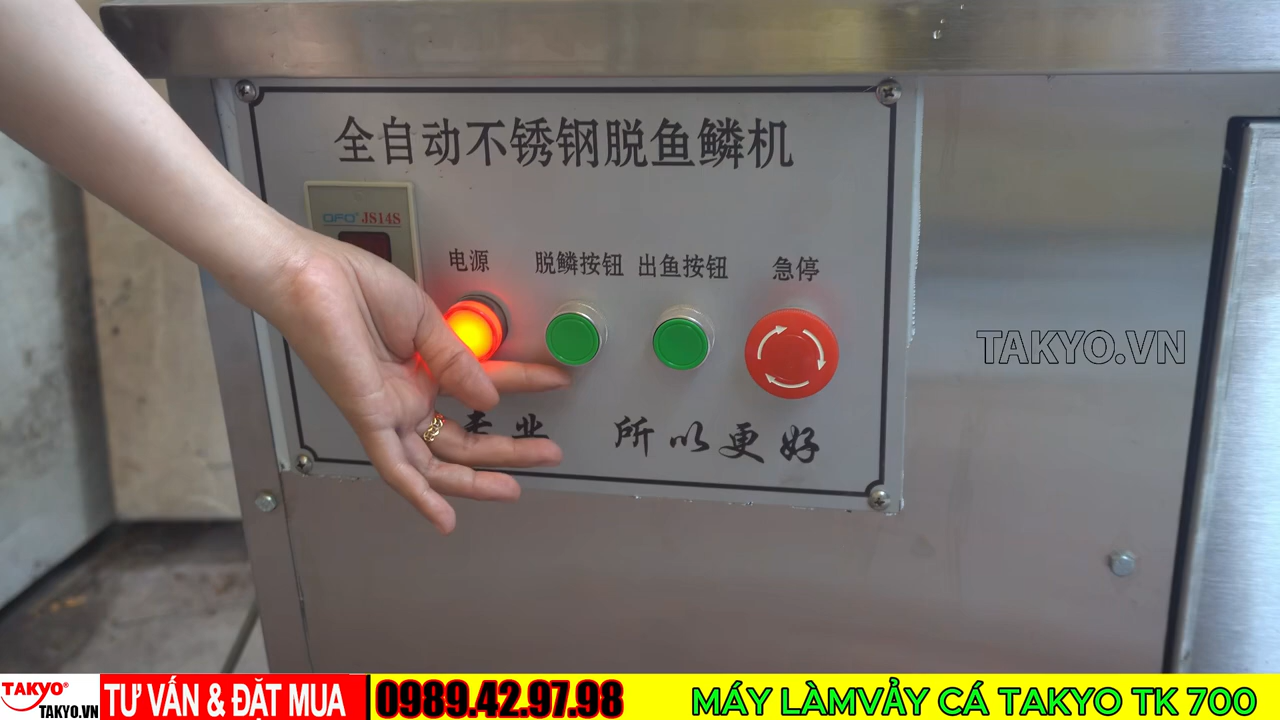 全自动不锈钢脱鱼鳞机
OFO® JS14S
电源 脱鳞按钮 出鱼按钮 急停
业 所以更好
TAKYO.VN
TAKYO®
TAKYO.VN
TƯ VẤN & ĐẶT MUA
0989.42.97.98
MÁY LÀMVẢY CÁ TAKYO TK 700